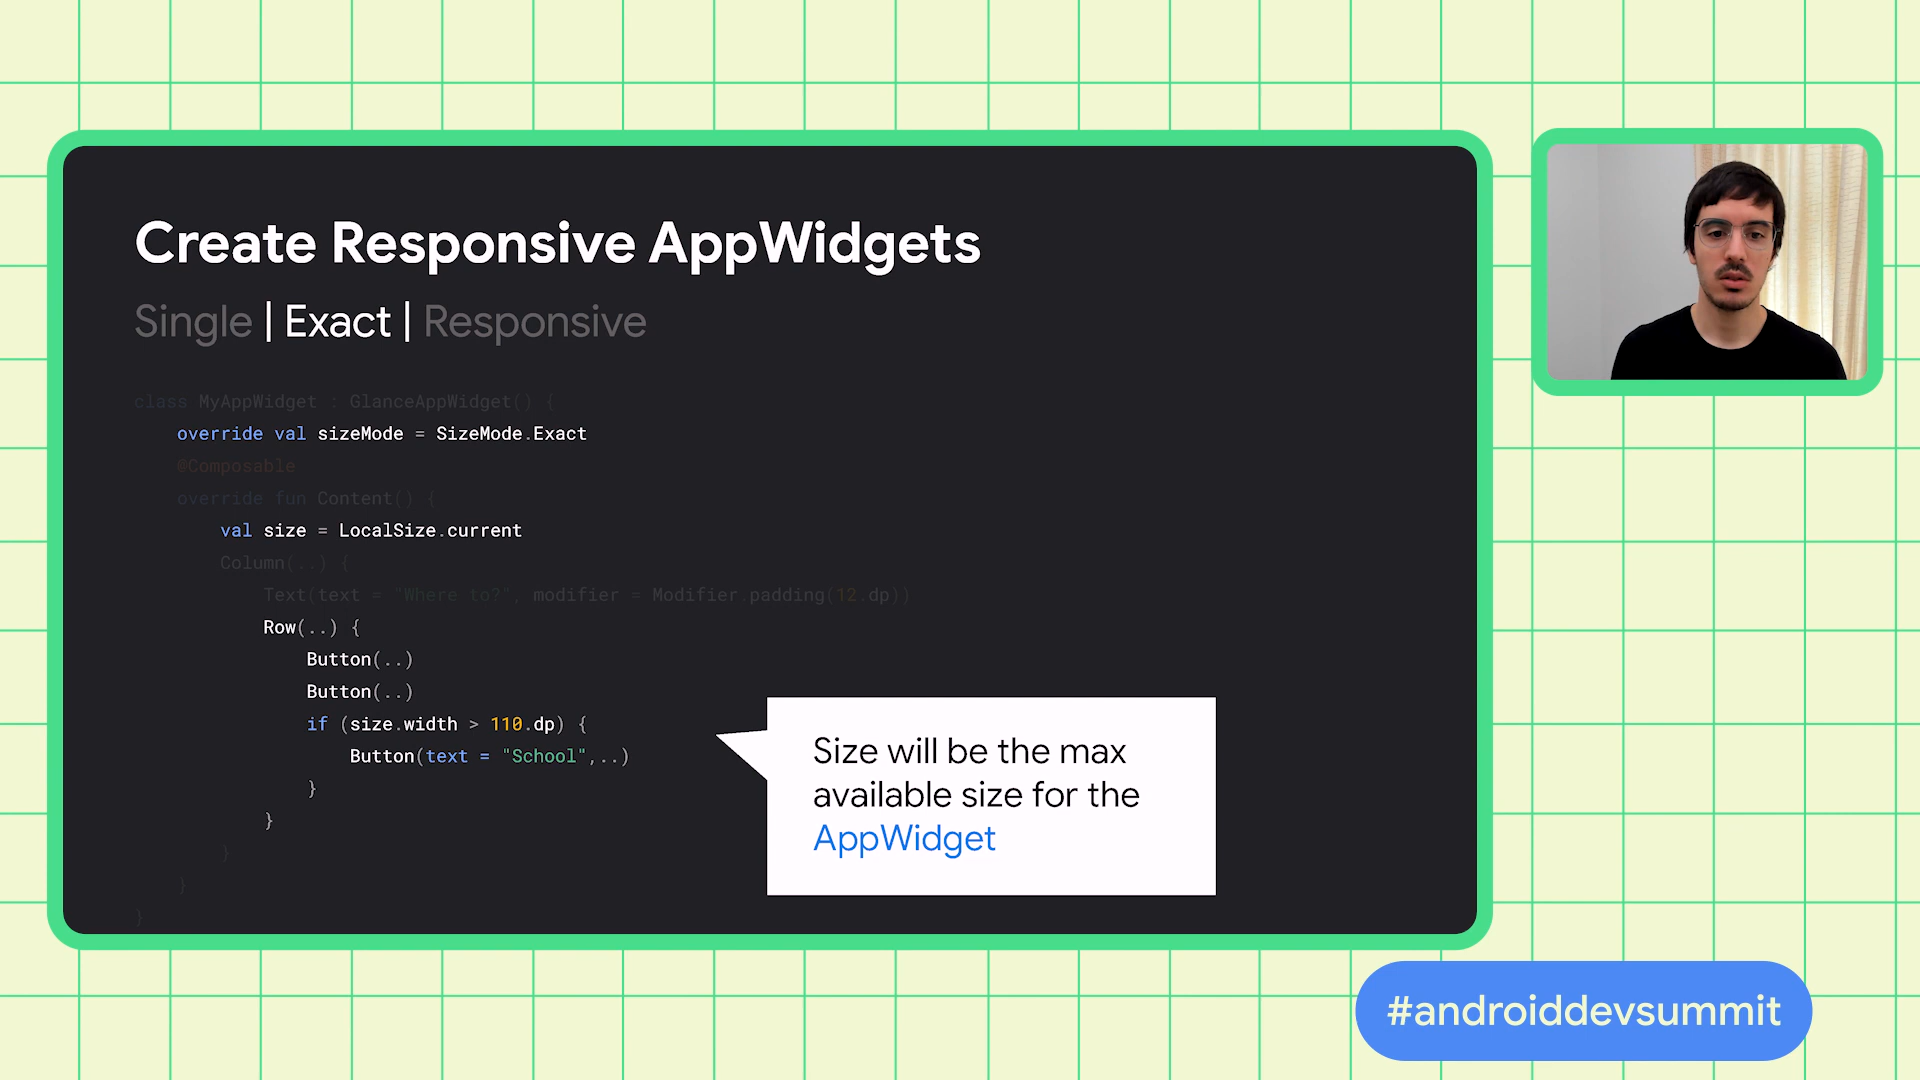 Create Responsive AppWidgets
Single | Exact | Responsive
class MyAppWidget : GlanceAppWidget() {
override val sizeMode = SizeMode.Exact
@Composable
override fun Content() {
val size = LocalSize.current
Column(..) {
Text(text = "Where to?", modifier = Modifier.padding(12.dp))
Row(..) {
Button(..)
Button(..)
if (size.width > 110.dp) {
Button(text = "School",..)
}
}
}
}
}
Size will be the max
available size for the
AppWidget
#androiddevsummit